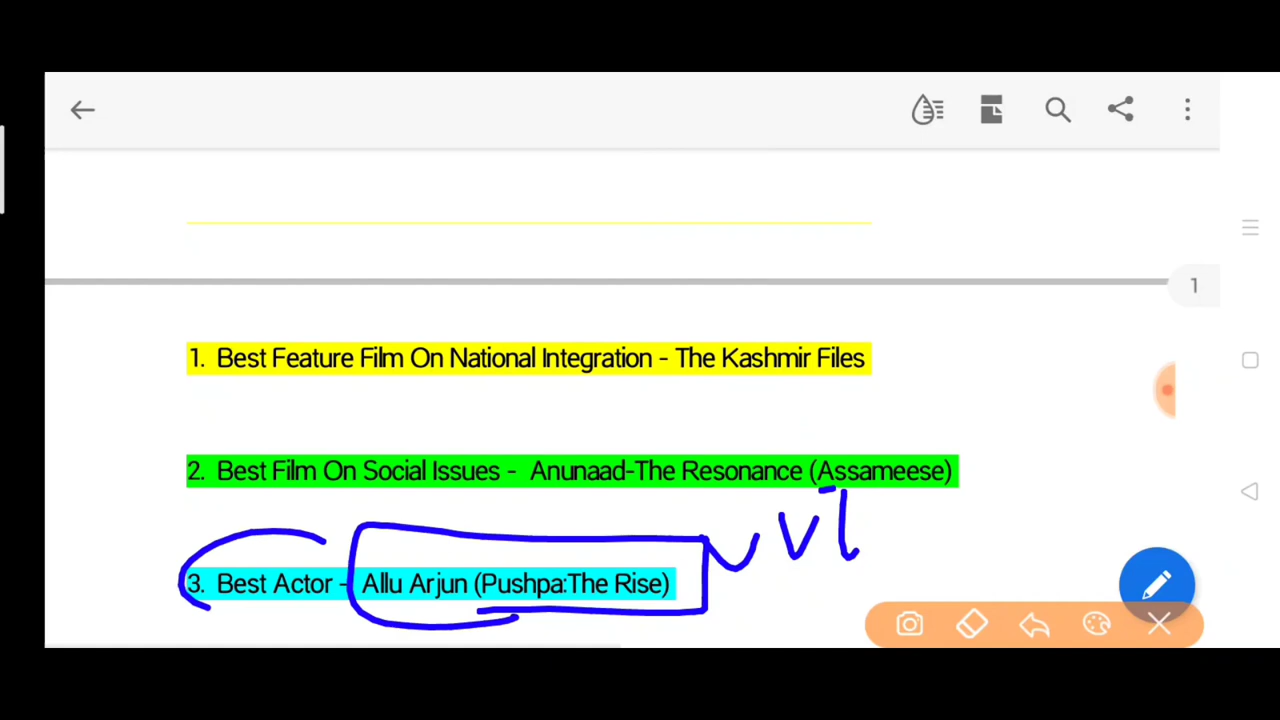 1
1. Best Feature Film On National Integration - The Kashmir Files
2. Best Film On Social Issues - Anunaad-The Resonance (Assameese)
3. Best Actor - Allu Arjun (Pushpa:The Rise)